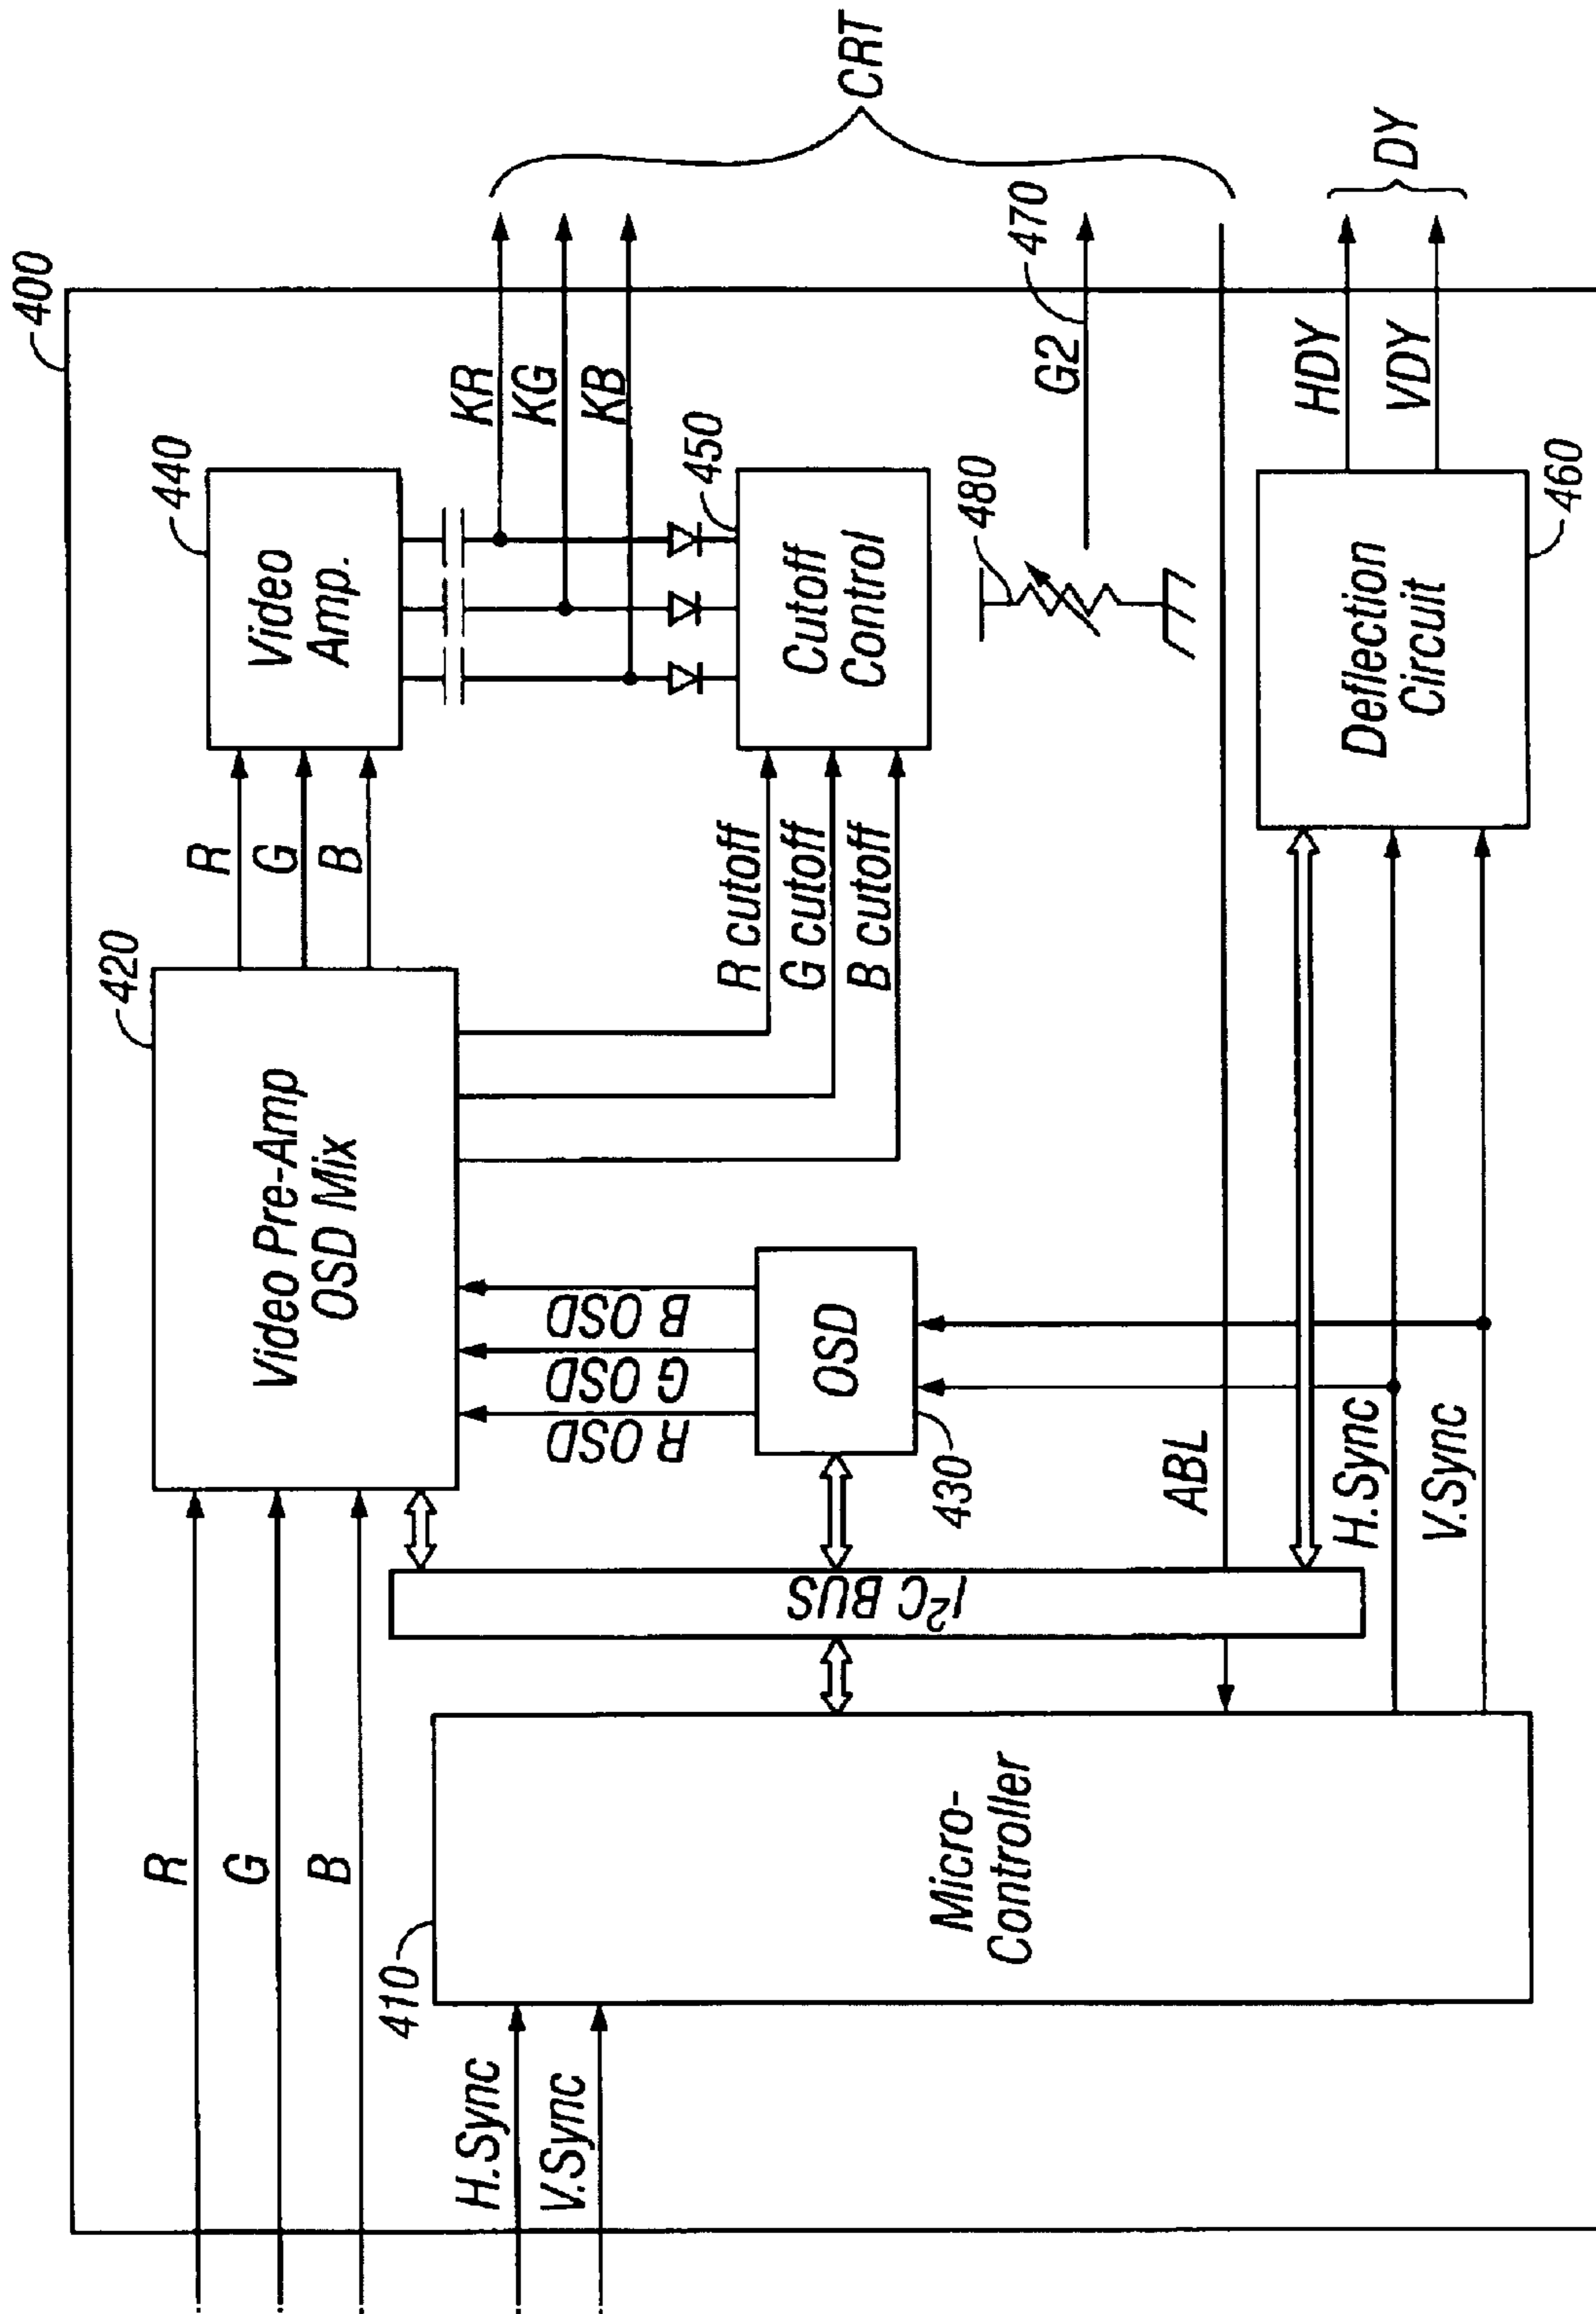 400
R
G
B
420
Video Pre-Amp
OSD Mix
R
G
B
440
Video
Amp.
KR
KG
KB
CRT
R OSD
G OSD
B OSD
R cutoff
G cutoff
B cutoff
450
Cutoff
Control
I²C BUS
OSD
430
480
G2
470
410
H.Sync
V.Sync
Micro-
Controller
ABL
H.Sync
V.Sync
Deflection
Circuit
460
HDY
VDY
DY